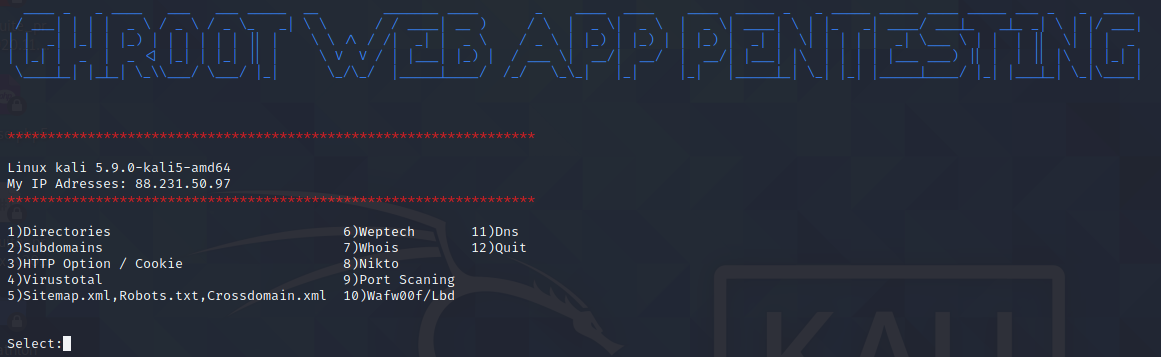 GHOST WEB APP PENTESTING
******************************************************************
Linux kali 5.9.0-kali5-amd64
My IP Adresses: 88.231.50.97
******************************************************************
1)Directories 6)Weptech 11)Dns
2)Subdomains 7)Whois 12)Quit
3)HTTP Option / Cookie 8)Nikto
4)Virustotal 9)Port Scaning
5)Sitemap.xml,Robots.txt,Crossdomain.xml 10)Wafw00f/Lbd
Select:
KALI